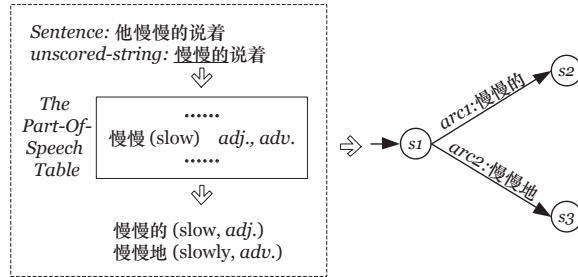 Sentence: 他慢慢的说着
unscored-string: 慢慢的说着
The
Part-Of-
Speech
Table
......
慢慢 (slow) adj., adv.
......
慢慢的 (slow, adj.)
慢慢地 (slowly, adv.)
s1
arc1:慢慢的
s2
arc2:慢慢地
s3